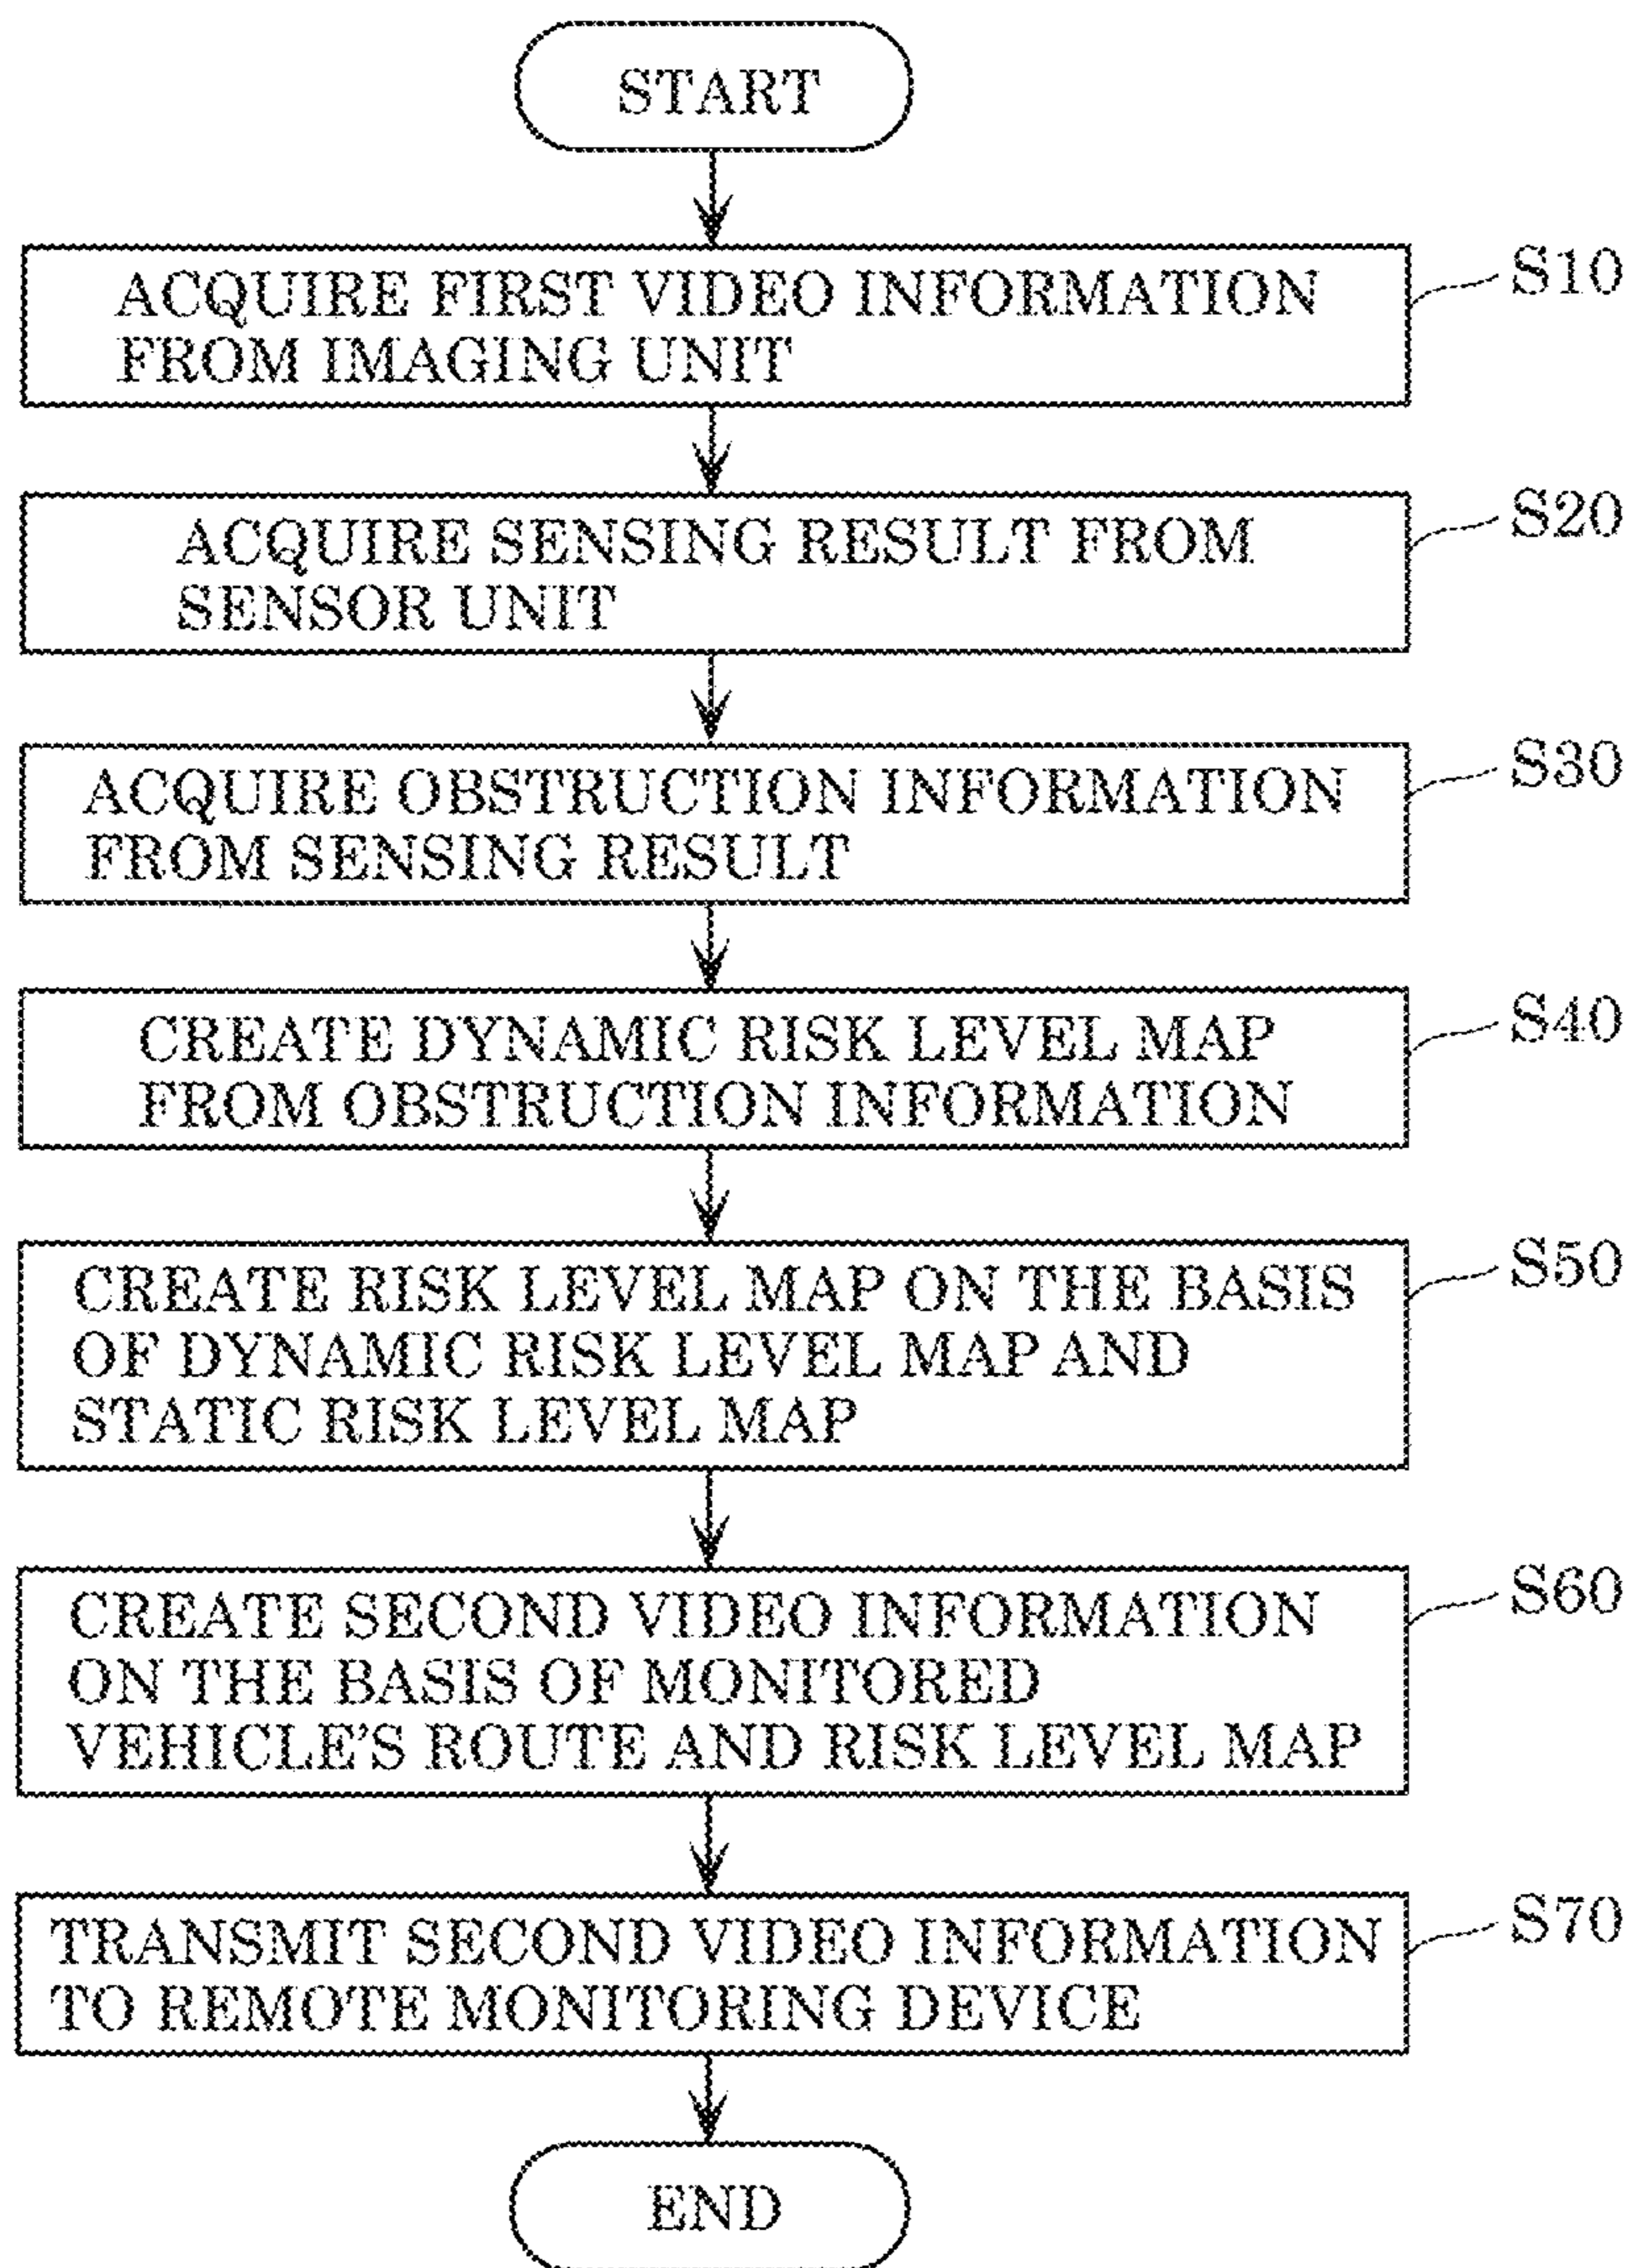 START
ACQUIRE FIRST VIDEO INFORMATION
FROM IMAGING UNIT
S10
ACQUIRE SENSING RESULT FROM
SENSOR UNIT
S20
ACQUIRE OBSTRUCTION INFORMATION
FROM SENSING RESULT
S30
CREATE DYNAMIC RISK LEVEL MAP
FROM OBSTRUCTION INFORMATION
S40
CREATE RISK LEVEL MAP ON THE BASIS
OF DYNAMIC RISK LEVEL MAP AND
STATIC RISK LEVEL MAP
S50
CREATE SECOND VIDEO INFORMATION
ON THE BASIS OF MONITORED
VEHICLE'S ROUTE AND RISK LEVEL MAP
S60
TRANSMIT SECOND VIDEO INFORMATION
TO REMOTE MONITORING DEVICE
S70
END